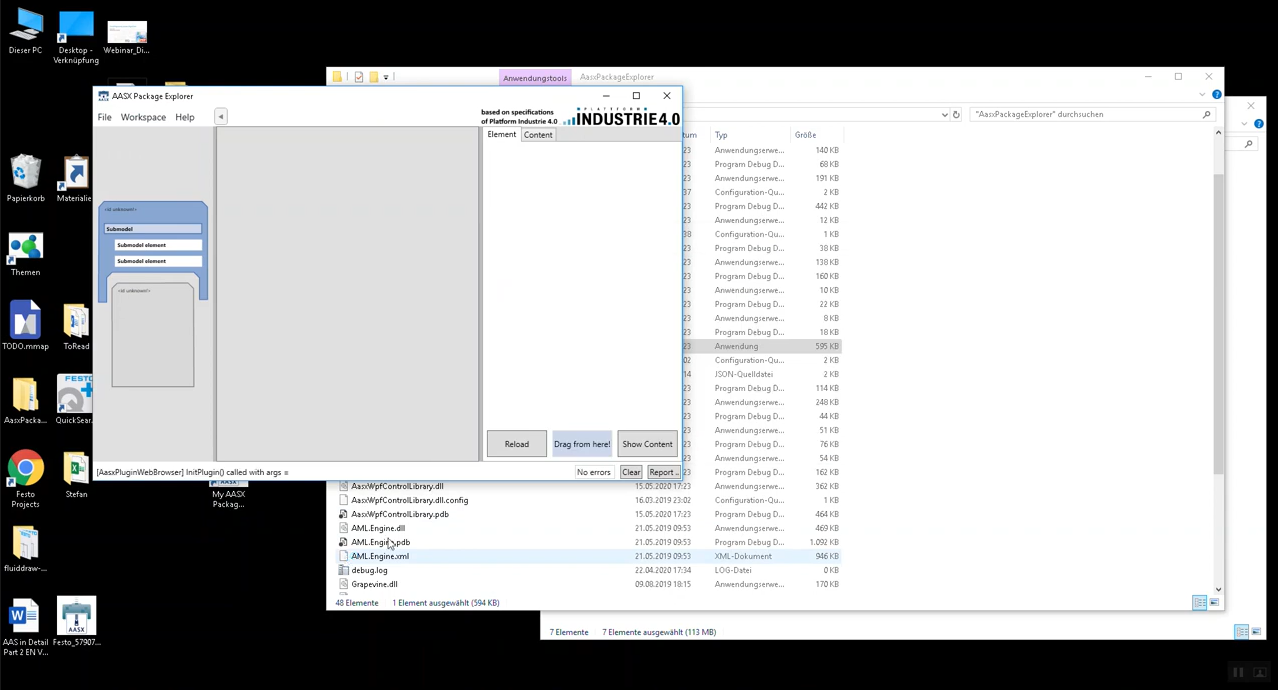 Dieser PC
Desktop -
Verknüpfung
Webinar_Di...
Papierkorb
Materialie
Themen
TODO.mmap
ToRead
AasxPacka...
FESTO
QuickSear...
Festo
Projects
Stefan
My AASX
Packag...
fluiddraw-...
AAS in Detail
Part 2 EN V...
AASX
Festo_57907...
Anwendungstools
AasxPackageExplorer
"AasxPackageExplorer" durchsuchen
AASX Package Explorer
File
Workspace
Help
based on specifications
of Platform Industrie 4.0
PLATTFORM
INDUSTRIE4.0
Element
Content
<id unknown!>
Submodel
Submodel element
Submodel element
<id unknown!>
Reload
Drag from here!
Show Content
[AasxPluginWebBrowser] InitPlugin() called with args =
No errors
Clear
Report ..
tum Typ Größe
23 Anwendungserwe... 140 KB
23 Program Debug D... 68 KB
23 Anwendungserwe... 191 KB
37 Configuration-Qu... 2 KB
23 Program Debug D... 442 KB
23 Anwendungserwe... 12 KB
38 Configuration-Qu... 1 KB
23 Program Debug D... 38 KB
23 Anwendungserwe... 138 KB
23 Program Debug D... 160 KB
23 Anwendungserwe... 10 KB
23 Program Debug D... 22 KB
23 Anwendungserwe... 8 KB
23 Program Debug D... 18 KB
23 Anwendung 595 KB
02 Configuration-Qu... 2 KB
14 JSON-Quelldatei 2 KB
23 Program Debug D... 114 KB
23 Anwendungserwe... 248 KB
23 Program Debug D... 44 KB
23 Anwendungserwe... 51 KB
23 Program Debug D... 76 KB
23 Anwendungserwe... 54 KB
23 Program Debug D... 162 KB
AasxWpfControlLibrary.dll 15.05.2020 17:23 Anwendungserwe... 362 KB
AasxWpfControlLibrary.dll.config 16.03.2019 23:02 Configuration-Qu... 1 KB
AasxWpfControlLibrary.pdb 15.05.2020 17:23 Program Debug D... 464 KB
AML.Engine.dll 21.05.2019 09:53 Anwendungserwe... 469 KB
AML.Engine.pdb 21.05.2019 09:53 Program Debug D... 1.092 KB
AML.Engine.xml 21.05.2019 09:53 XML-Dokument 946 KB
debug.log 22.04.2020 17:34 LOG-Datei 0 KB
Grapevine.dll 09.08.2019 18:15 Anwendungserwe... 170 KB
48 Elemente 1 Element ausgewählt (594 KB)
7 Elemente 7 Elemente ausgewählt (113 MB)